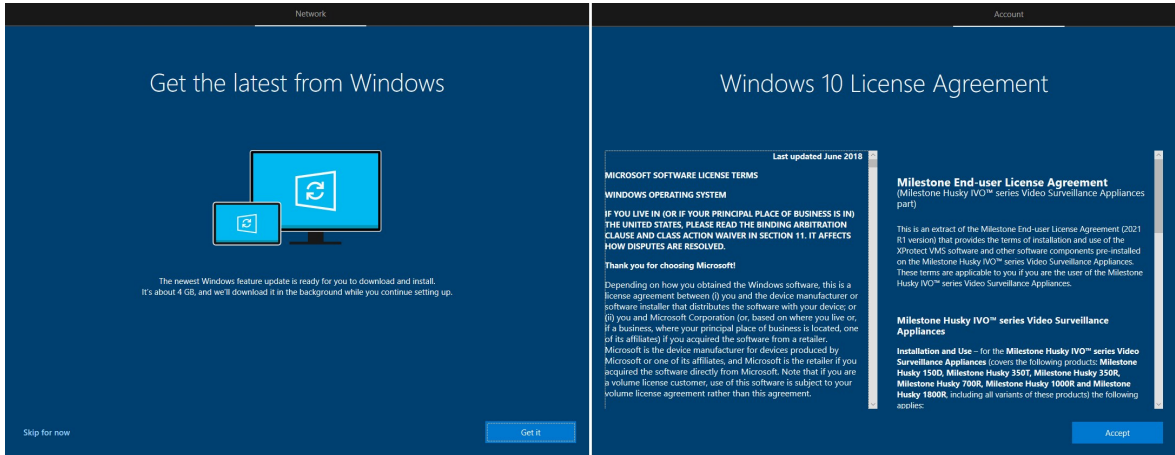 Network
Get the latest from Windows
The newest Windows feature update is ready for you to download and install.
It's about 4 GB, and we'll download it in the background while you continue setting up.
Skip for now
Get it
Account
Windows 10 License Agreement
Last updated June 2018
MICROSOFT SOFTWARE LICENSE TERMS
WINDOWS OPERATING SYSTEM
IF YOU LIVE IN (OR IF YOUR PRINCIPAL PLACE OF BUSINESS IS IN)
THE UNITED STATES, PLEASE READ THE BINDING ARBITRATION
CLAUSE AND CLASS ACTION WAIVER IN SECTION 11. IT AFFECTS
HOW DISPUTES ARE RESOLVED.
Thank you for choosing Microsoft!
Depending on how you obtained the Windows software, this is a
license agreement between (i) you and the device manufacturer or
software installer that distributes the software with your device; or
(ii) you and Microsoft Corporation (or, based on where you live or,
if a business, where your principal place of business is located, one
of its affiliates) if you acquired the software from a retailer.
Microsoft is the device manufacturer for devices produced by
Microsoft or one of its affiliates, and Microsoft is the retailer if you
acquired the software directly from Microsoft. Note that if you are
a volume license customer, use of this software is subject to your
volume license agreement rather than this agreement.
Milestone End-user License Agreement
(Milestone Husky IVO™ series Video Surveillance Appliances
part)
This is an extract of the Milestone End-user License Agreement (2021
R1 version) that provides the terms of installation and use of the
XProtect VMS software and other software components pre-installed
on the Milestone Husky IVO™ series Video Surveillance Appliances.
These terms are applicable to you if you are the user of the Milestone
Husky IVO™ series Video Surveillance Appliances.
Milestone Husky IVO™ series Video Surveillance
Appliances
Installation and Use – for the Milestone Husky IVO™ series Video
Surveillance Appliances (covers the following products: Milestone
Husky 150D, Milestone Husky 350T, Milestone Husky 350R,
Milestone Husky 700R, Milestone Husky 1000R and Milestone
Husky 1800R, including all variants of these products) the following
applies:
Accept